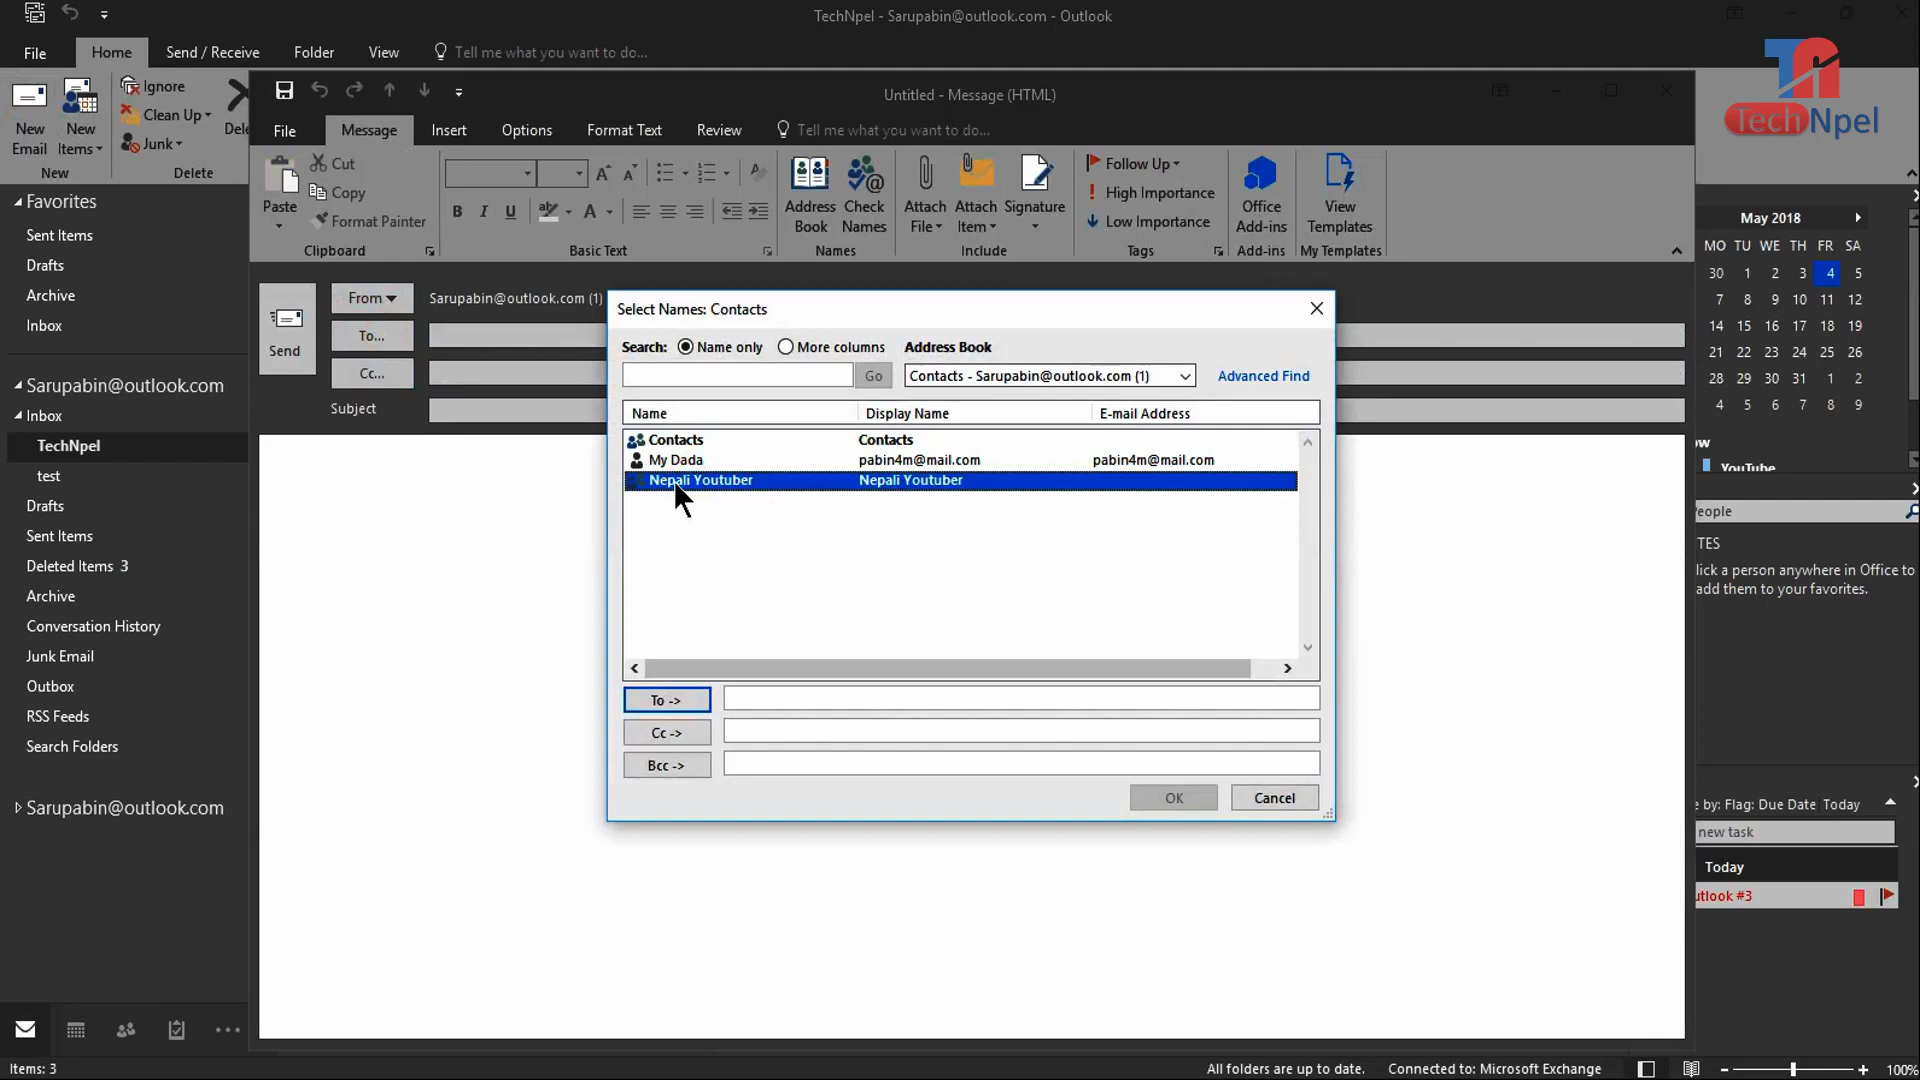 TechNpel - Sarupabin@outlook.com - Outlook
File Home Send / Receive Folder View Tell me what you want to do...
New Email
New Items
Ignore
Clean Up
Junk
New
Delete
Untitled - Message (HTML)
File Message Insert Options Format Text Review Tell me what you want to do...
Paste
Cut
Copy
Format Painter
Clipboard
B I U
Basic Text
Address Book
Check Names
Names
Attach File
Attach Item
Signature
Include
Follow Up
High Importance
Low Importance
Tags
Office Add-ins
Add-ins
View Templates
My Templates
TechNpel
Favorites
Sent Items
Drafts
Archive
Inbox
Sarupabin@outlook.com
Inbox
TechNpel
test
Drafts
Sent Items
Deleted Items 3
Archive
Conversation History
Junk Email
Outbox
RSS Feeds
Search Folders
Sarupabin@outlook.com
Send
From
Sarupabin@outlook.com (1)
To...
Cc...
Subject
Select Names: Contacts
Search: Name only More columns Address Book
Go Contacts - Sarupabin@outlook.com (1) Advanced Find
Name Display Name E-mail Address
Contacts Contacts
My Dada pabin4m@mail.com pabin4m@mail.com
Nepali Youtuber Nepali Youtuber
To ->
Cc ->
Bcc ->
OK Cancel
May 2018
MO TU WE TH FR SA
30 1 2 3 4 5
7 8 9 10 11 12
14 15 16 17 18 19
21 22 23 24 25 26
28 29 30 31 1 2
4 5 6 7 8 9
ow
YouTube
People
TES
lick a person anywhere in Office to
add them to your favorites.
e by: Flag: Due Date Today
new task
Today
utlook #3
Items: 3
All folders are up to date. Connected to: Microsoft Exchange 100%